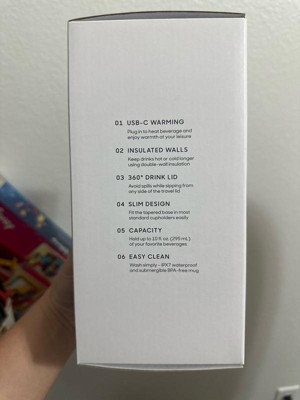 01 USB-C WARMING
Plug in to heat beverage and
enjoy warmth at your leisure
02 INSULATED WALLS
Keep drinks hot or cold longer
using double-wall insulation
03 360° DRINK LID
Avoid spills while sipping from
any side of the travel lid
04 SLIM DESIGN
Fit the tapered base in most
standard cupholders easily
05 CAPACITY
Hold up to 10 fl. oz. (295 mL)
of your favorite beverages
06 EASY CLEAN
Wash simply - IPX7 waterproof
and submergible BPA-free mug